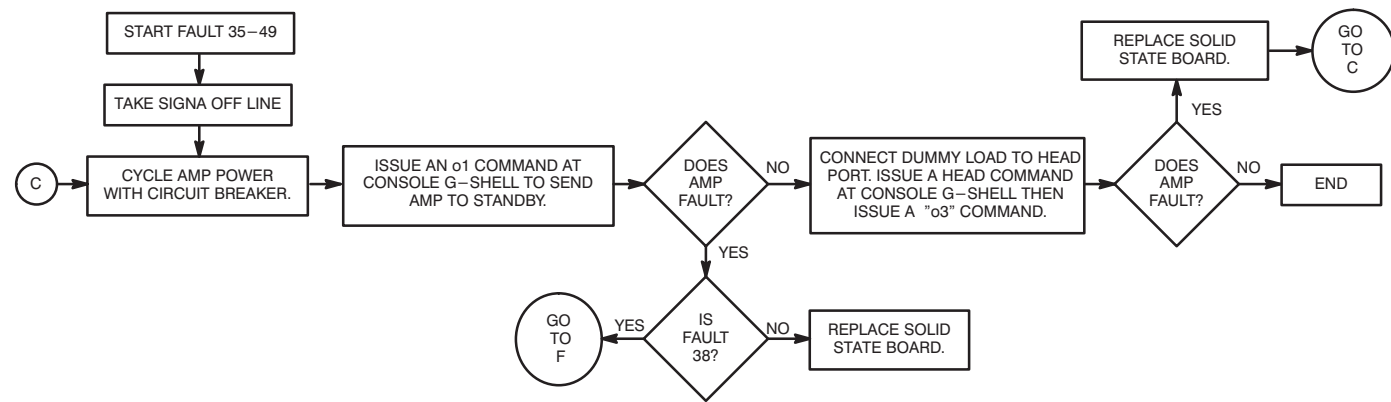 START FAULT 35–49
TAKE SIGNA OFF LINE
C
CYCLE AMP POWER
WITH CIRCUIT BREAKER.
ISSUE AN o1 COMMAND AT
CONSOLE G–SHELL TO SEND
AMP TO STANDBY.
DOES
AMP
FAULT?
NO
YES
CONNECT DUMMY LOAD TO HEAD
PORT. ISSUE A HEAD COMMAND
AT CONSOLE G–SHELL THEN
ISSUE A "o3" COMMAND.
DOES
AMP
FAULT?
YES
NO
REPLACE SOLID
STATE BOARD.
GO
TO
C
END
IS
FAULT
38?
YES
NO
GO
TO
F
REPLACE SOLID
STATE BOARD.